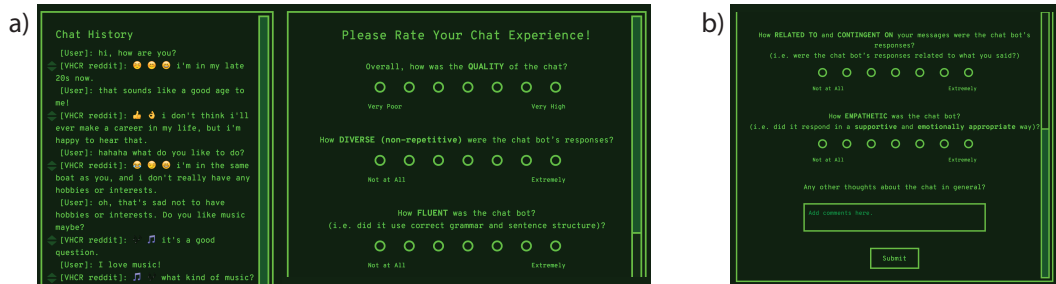 a)
Chat History
[User]: hi, how are you?
[VHCR reddit]: 😏 😑 😄 i'm in my late
20s now.
[User]: that sounds like a good age to
me!
[VHCR reddit]: 👍 👌 i don't think i'll
ever make a career in my life, but i'm
happy to hear that.
[User]: hahaha what do you like to do?
[VHCR reddit]: 😂 😏 😄 i'm in the same
boat as you, and i don't really have any
hobbies or interests.
[User]: oh, that's sad not to have
hobbies or interests. Do you like music
maybe?
[VHCR reddit]: 🎵 it's a good
question.
[User]: I love music!
[VHCR reddit]: 🎵 what kind of music?
Please Rate Your Chat Experience!
Overall, how was the QUALITY of the chat?
Very Poor Very High
How DIVERSE (non-repetitive) were the chat bot's responses?
Not at All Extremely
How FLUENT was the chat bot?
(i.e. did it use correct grammar and sentence structure)?
Not at All Extremely
b)
How RELATED TO and CONTINGENT ON your messages were the chat bot's
responses?
(i.e. were the chat bot's responses related to what you said?)
Not at All Extremely
How EMPATHETIC was the chat bot?
(i.e. did it respond in a supportive and emotionally appropriate way)?
Not at All Extremely
Any other thoughts about the chat in general?
Add comments here.
Submit